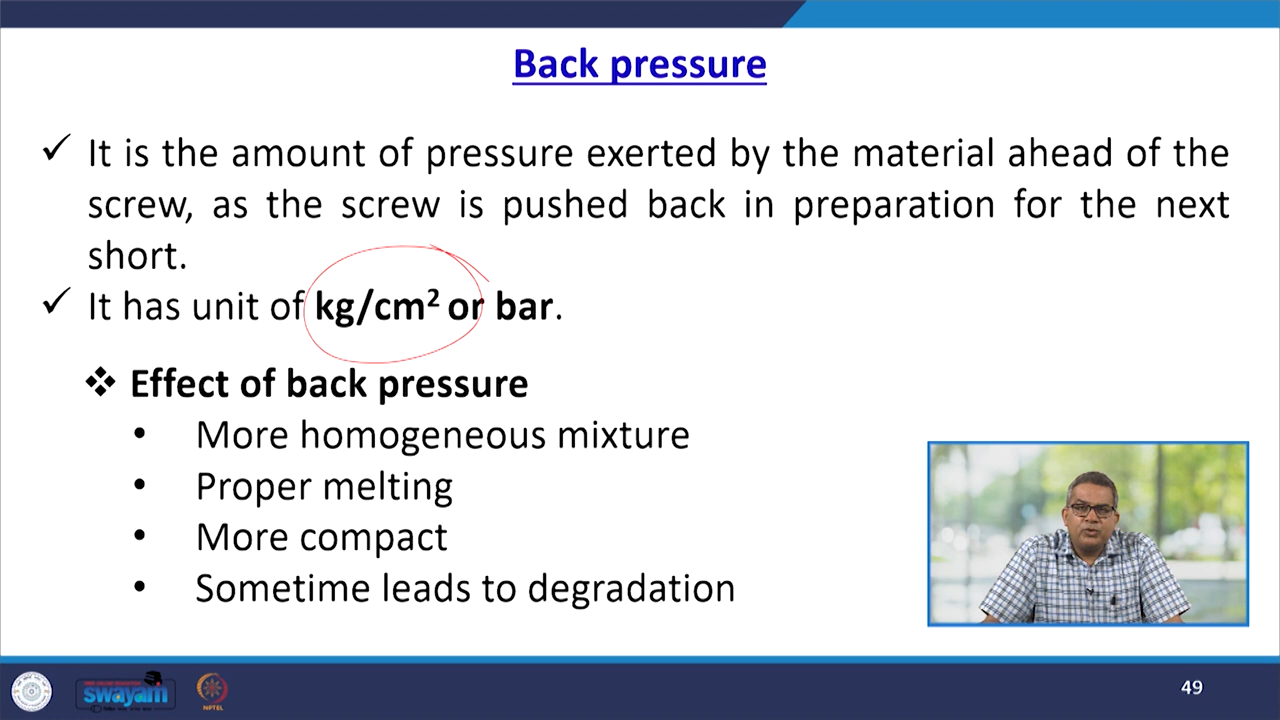 Back pressure
✓ It is the amount of pressure exerted by the material ahead of the
screw, as the screw is pushed back in preparation for the next
short.
✓ It has unit of kg/cm² or bar.
❖ Effect of back pressure
• More homogeneous mixture
• Proper melting
• More compact
• Sometime leads to degradation
swayam
NPTEL
49